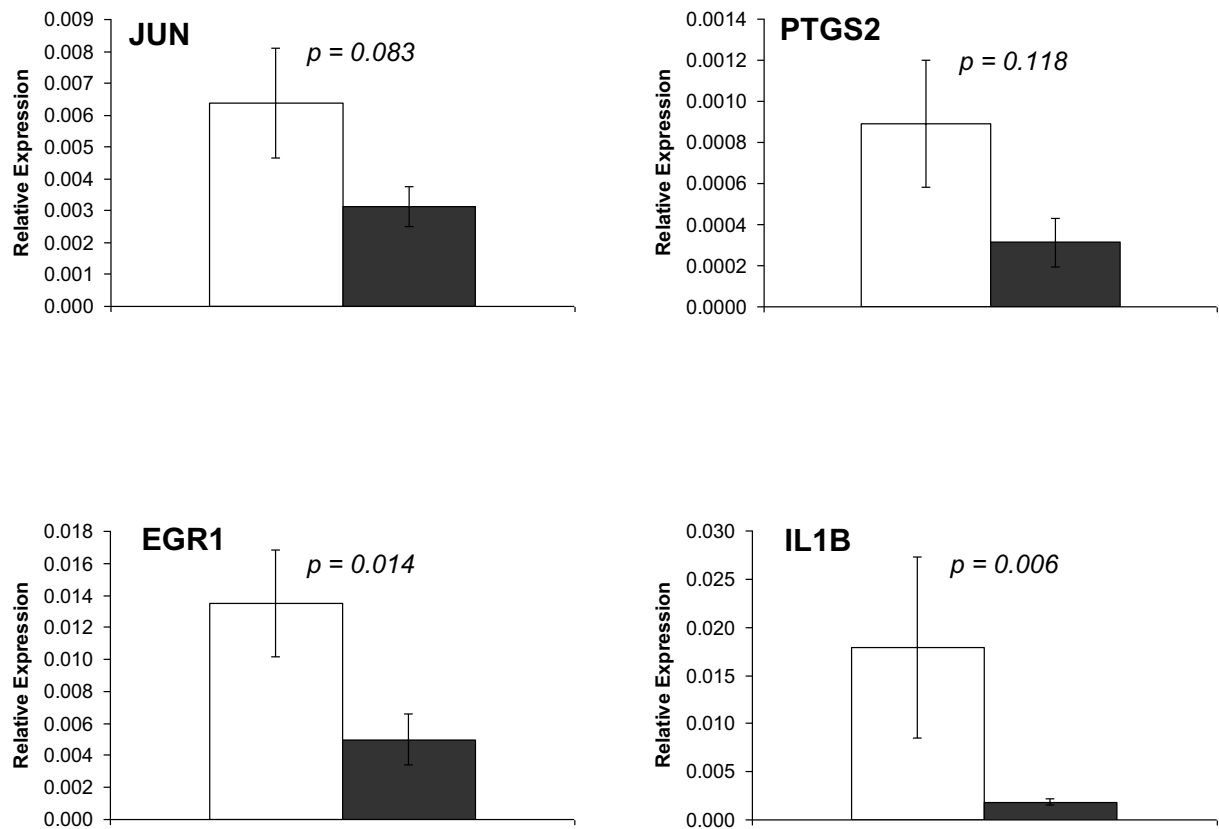 JUN
p = 0.083
Relative Expression
0.009
0.008
0.007
0.006
0.005
0.004
0.003
0.002
0.001
0.000
PTGS2
p = 0.118
Relative Expression
0.0014
0.0012
0.0010
0.0008
0.0006
0.0004
0.0002
0.0000
EGR1
p = 0.014
Relative Expression
0.018
0.016
0.014
0.012
0.010
0.008
0.006
0.004
0.002
0.000
IL1B
p = 0.006
Relative Expression
0.030
0.025
0.020
0.015
0.010
0.005
0.000